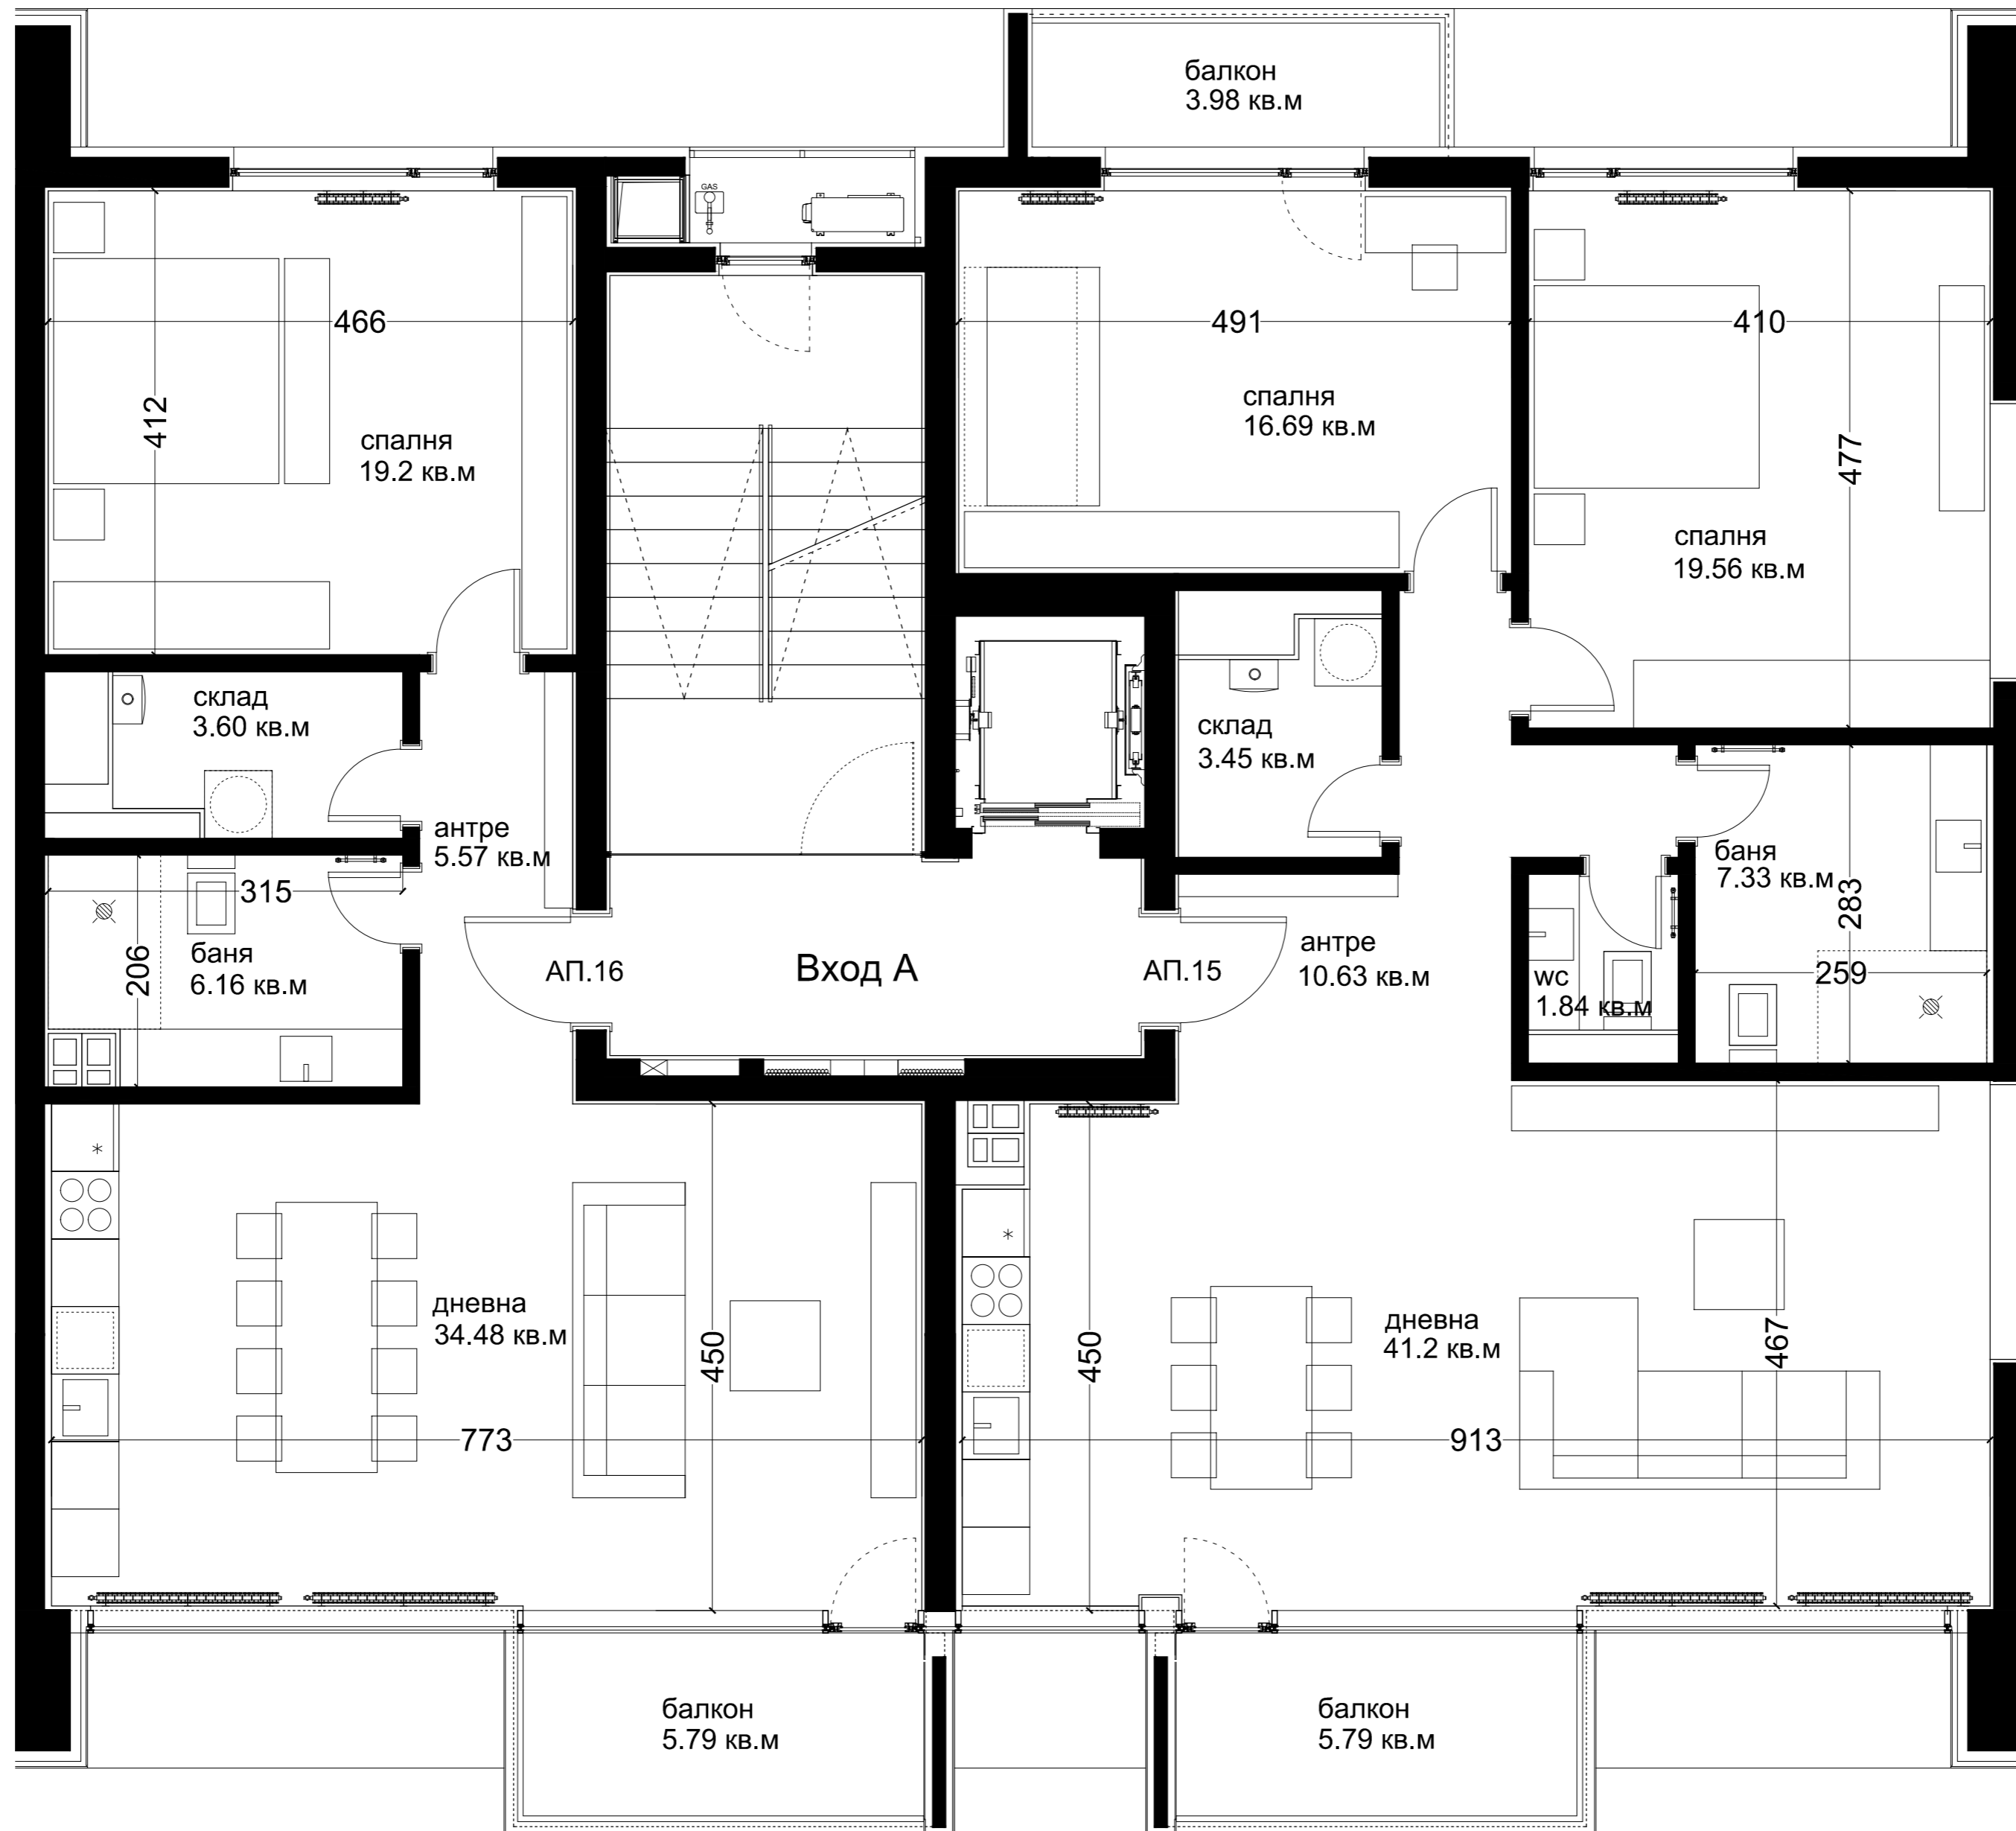 балкон
3.98 кв.м
GAS
466
491
410
412
спалня
19.2 кв.м
спалня
16.69 кв.м
477
спалня
19.56 кв.м
склад
3.60 кв.м
склад
3.45 кв.м
антре
5.57 кв.м
315
206
баня
6.16 кв.м
АП.16
Вход А
АП.15
антре
10.63 кв.м
баня
7.33 кв.м
283
259
wc
1.84 кв.м
*
*
дневна
34.48 кв.м
450
773
450
дневна
41.2 кв.м
467
913
балкон
5.79 кв.м
балкон
5.79 кв.м